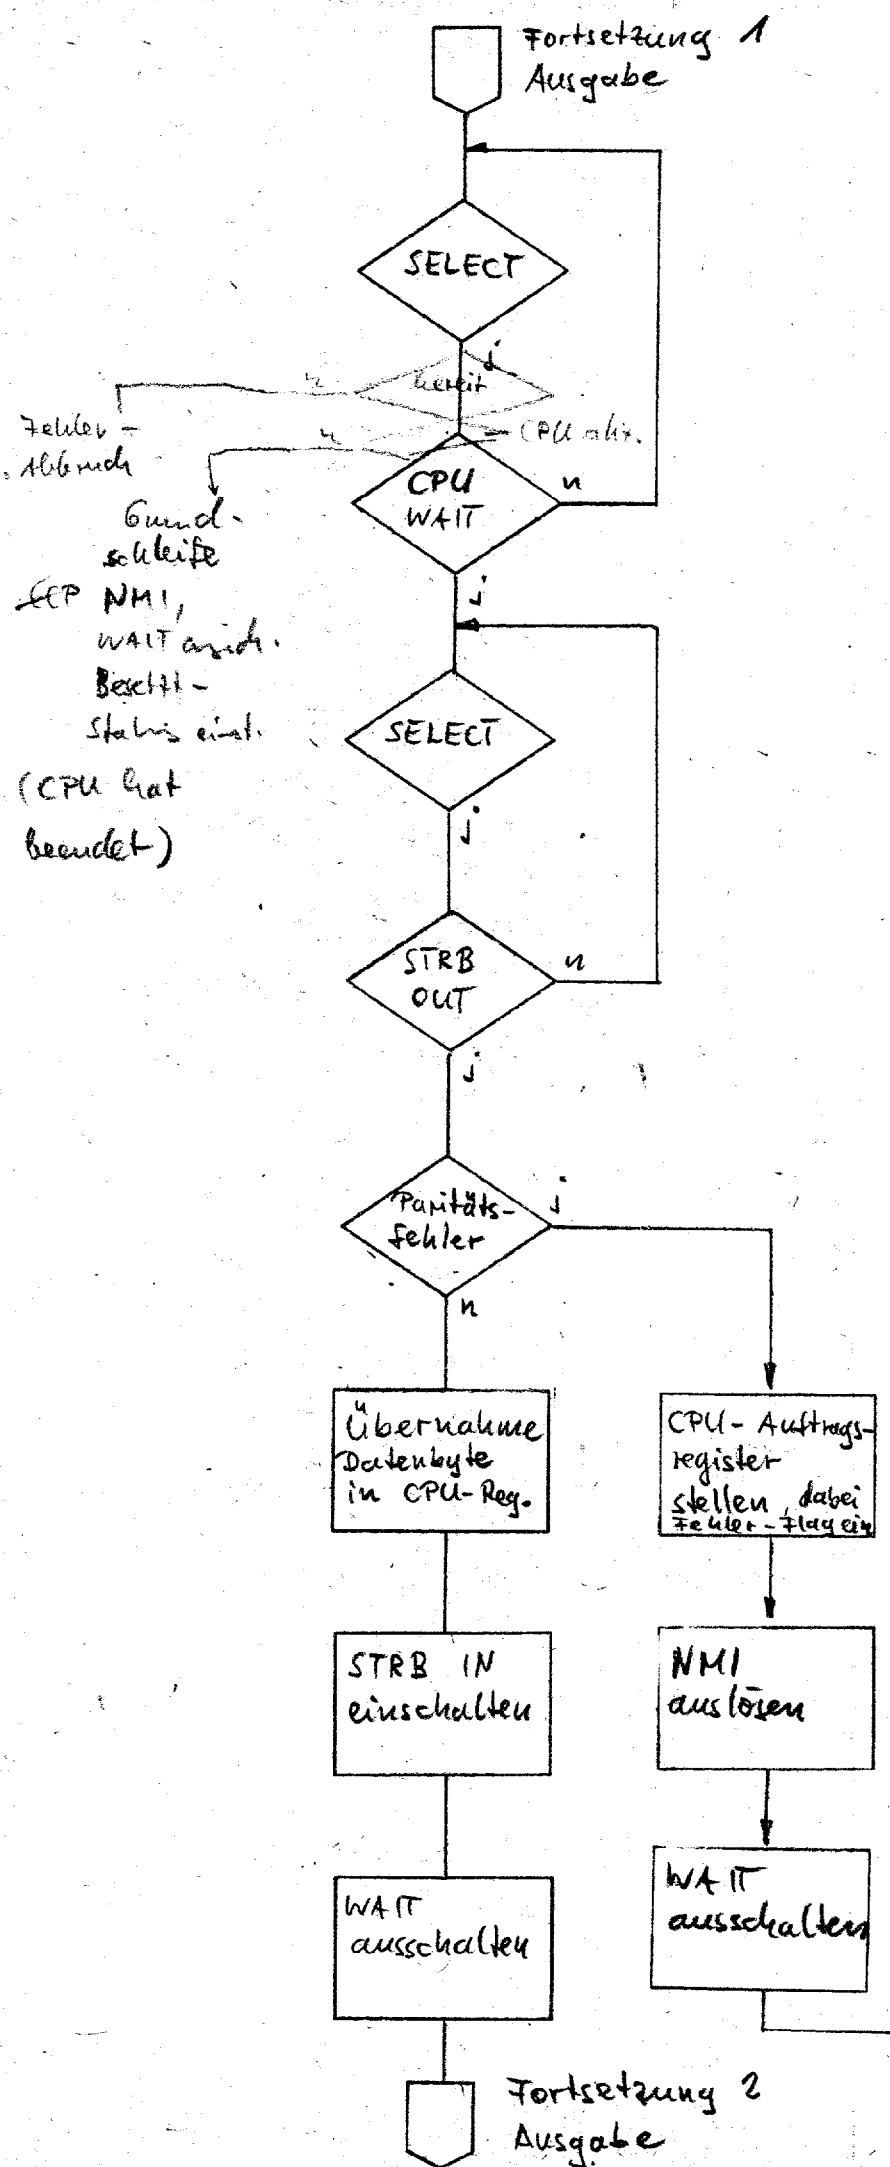 Fortsetzung 1
Ausgabe
SELECT
j
bereit
n
Fehler-
Abbruch
n
CPU akt.
CPU
WAIT
n
Grund-
schleife
NMI,
WAIT
Status einst.
(CPU hat
beendet)
j
SELECT
j
STRB
OUT
n
j
Paritäts-
fehler
j
n
Übernahme
Datenbyte
in CPU-Reg.
CPU-Auftrags-
register
stellen, dabei
Fehler-Flag ein
STRB IN
einschalten
NMI
auslösen
WAIT
ausschalten
WAIT
ausschalten
Fortsetzung 2
Ausgabe